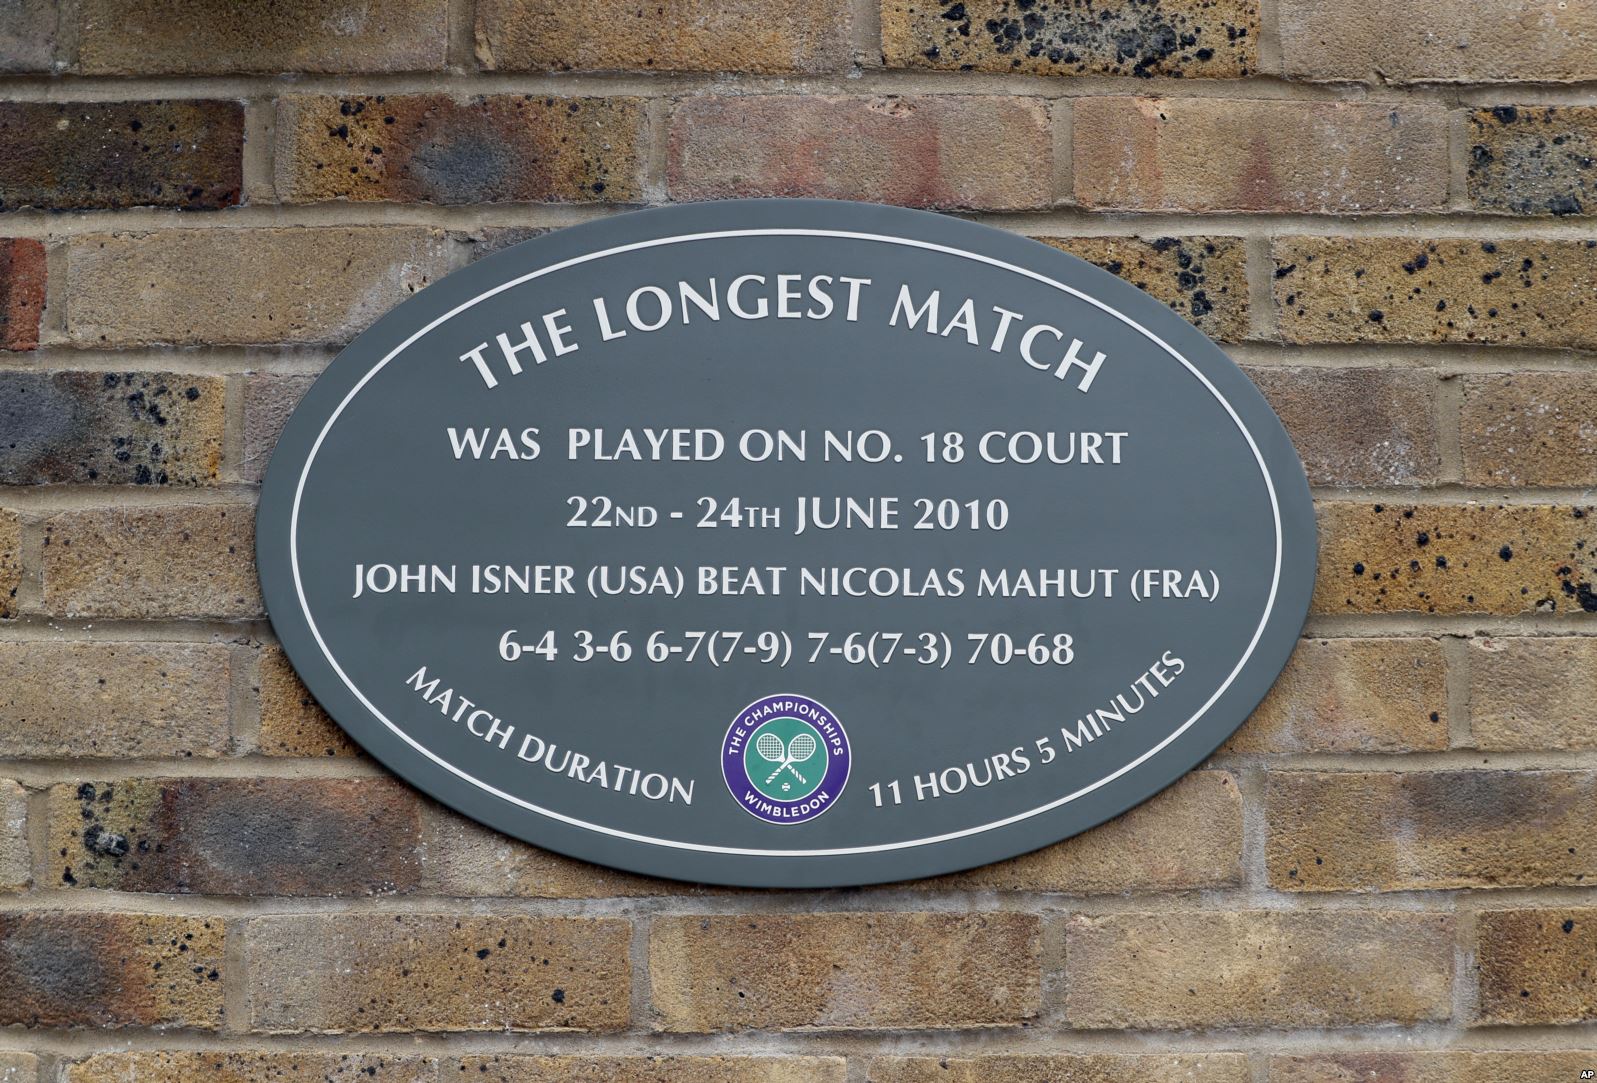 THE LONGEST MATCH
WAS PLAYED ON NO. 18 COURT
22ND - 24TH JUNE 2010
JOHN ISNER (USA) BEAT NICOLAS MAHUT (FRA)
6-4 3-6 6-7(7-9) 7-6(7-3) 70-68
MATCH DURATION
THE CHAMPIONSHIPS
WIMBLEDON
11 HOURS 5 MINUTES
AP